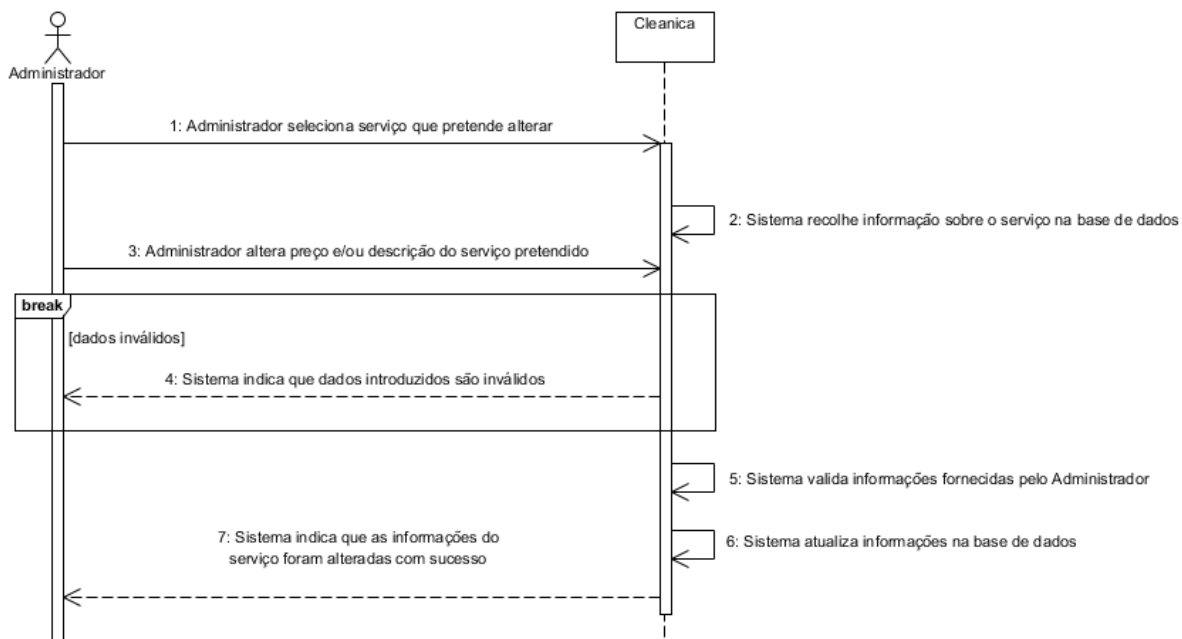 Cleanica
Administrador
1: Administrador seleciona serviço que pretende alterar
2: Sistema recolhe informação sobre o serviço na base de dados
3: Administrador altera preço e/ou descrição do serviço pretendido
break
[dados inválidos]
4: Sistema indica que dados introduzidos são inválidos
5: Sistema valida informações fornecidas pelo Administrador
6: Sistema atualiza informações na base de dados
7: Sistema indica que as informações do
serviço foram alteradas com sucesso